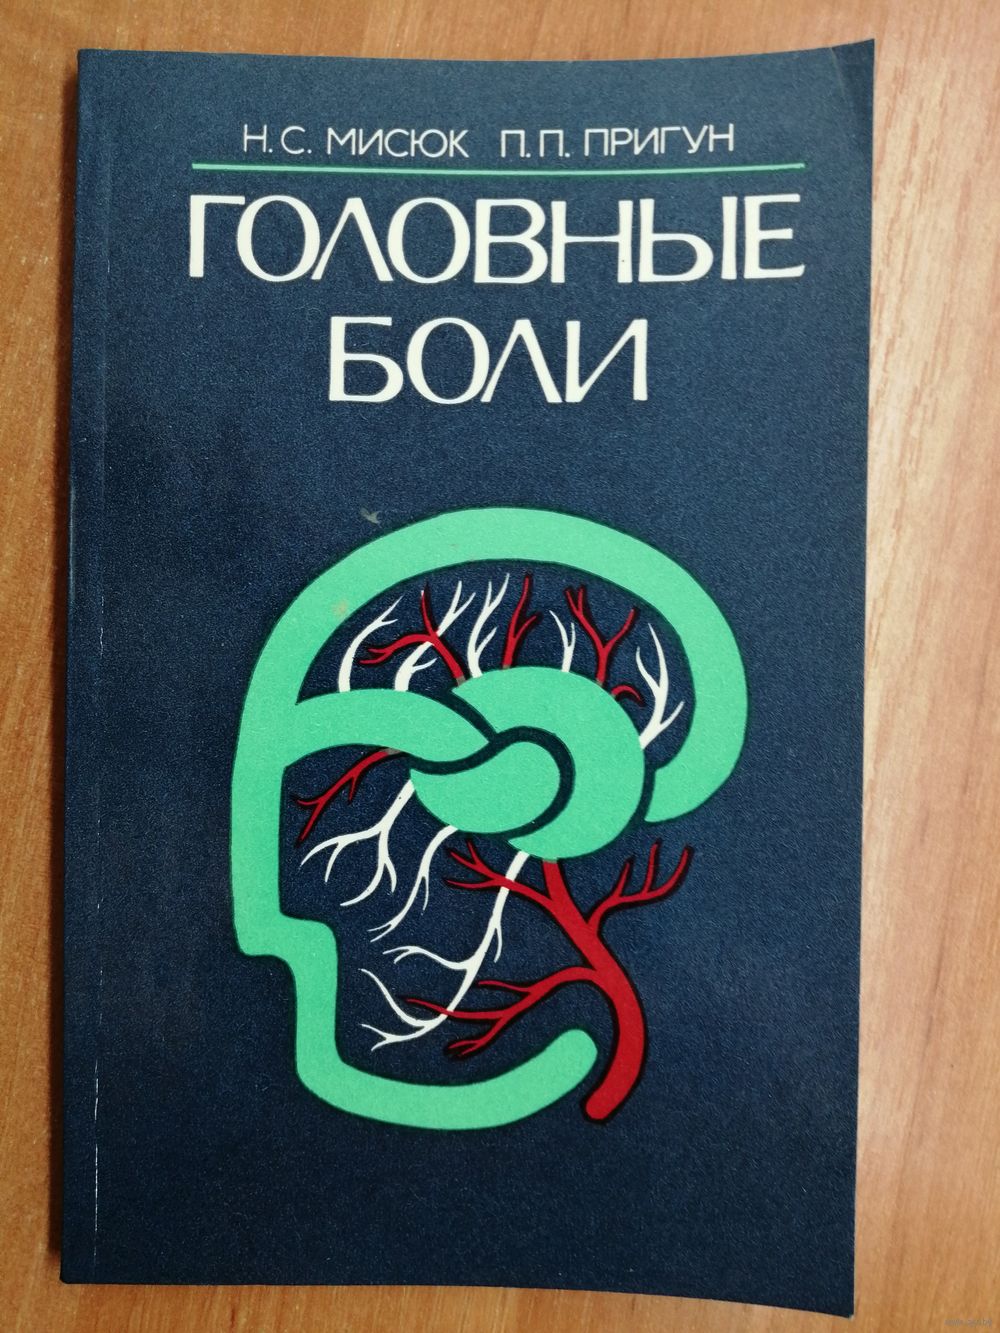 Н. С. МИСЮК П. П. ПРИГУН
ГОЛОВНЫЕ
БОЛИ